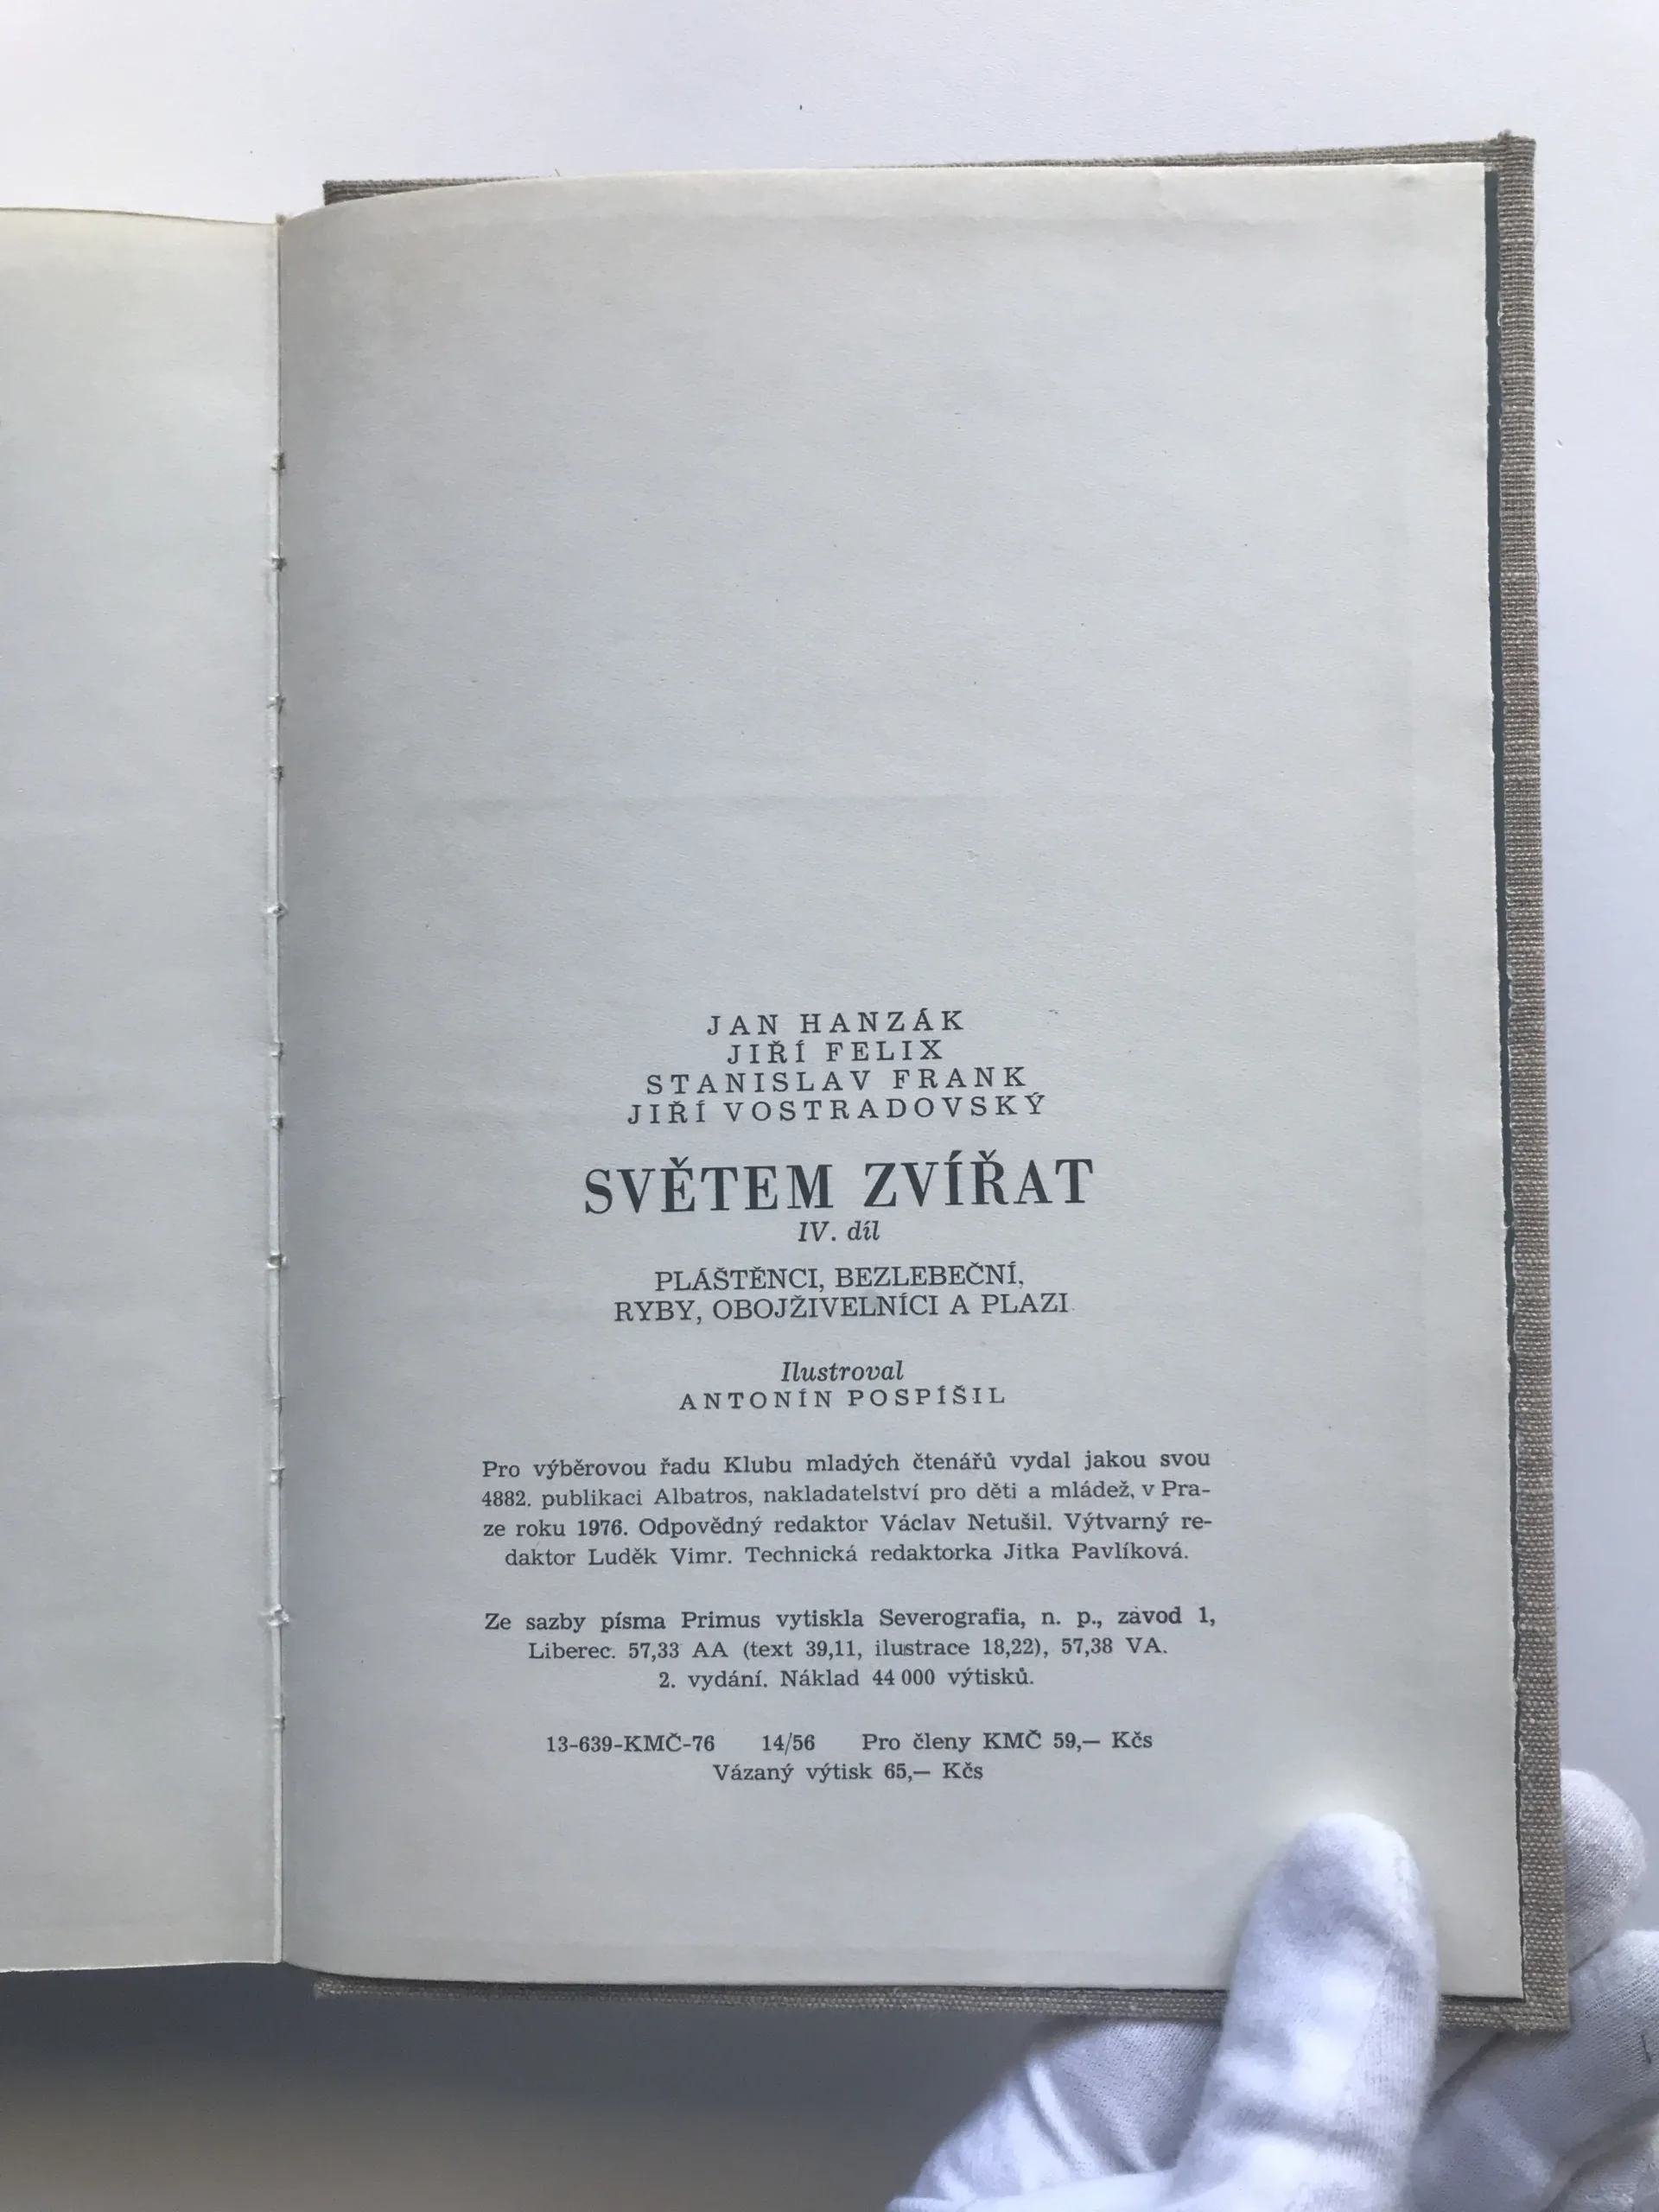 JAN HANZÁK
JIŘÍ FELIX
STANISLAV FRANK
JIŘÍ VOSTRADOVSKÝ
SVĚTEM ZVÍŘAT
IV. díl
PLÁŠTĚNCI, BEZLEBEČNÍ,
RYBY, OBOJŽIVELNÍCI A PLAZI
Ilustroval
ANTONÍN POSPÍŠIL
Pro výběrovou řadu Klubu mladých čtenářů vydal jakou svou
4882. publikaci Albatros, nakladatelství pro děti a mládež, v Pra-
ze roku 1976. Odpovědný redaktor Václav Netušil. Výtvarný re-
daktor Luděk Vimr. Technická redaktorka Jitka Pavlíková.
Ze sazby písma Primus vytiskla Severografia, n. p., závod 1,
Liberec. 57,33 AA (text 39,11, ilustrace 18,22), 57,38 VA.
2. vydání. Náklad 44 000 výtisků.
13-639-KMČ-76 14/56 Pro členy KMČ 59,— Kčs
Vázaný výtisk 65,— Kčs